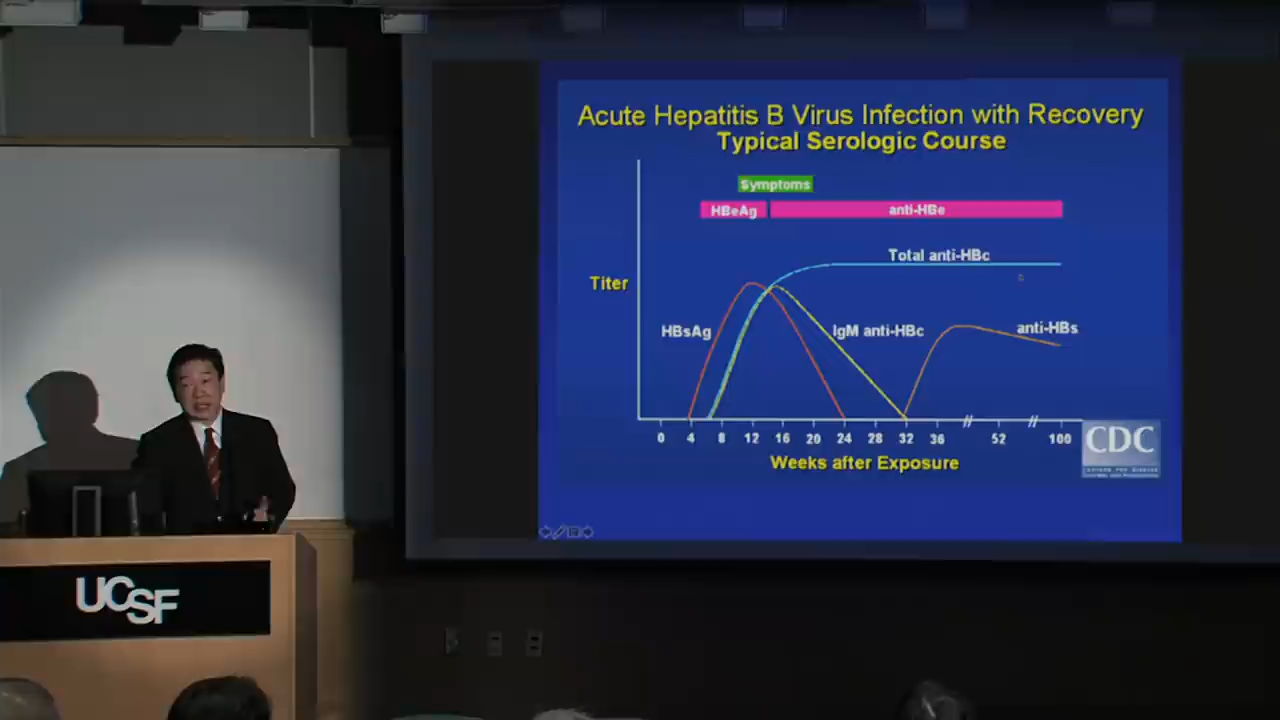 Acute Hepatitis B Virus Infection with Recovery
Typical Serologic Course
Symptoms
HBeAg
anti-HBe
Total anti-HBc
Titer
HBsAg
IgM anti-HBc
anti-HBs
0 4 8 12 16 20 24 28 32 36 52 100
Weeks after Exposure
CDC
UCSF